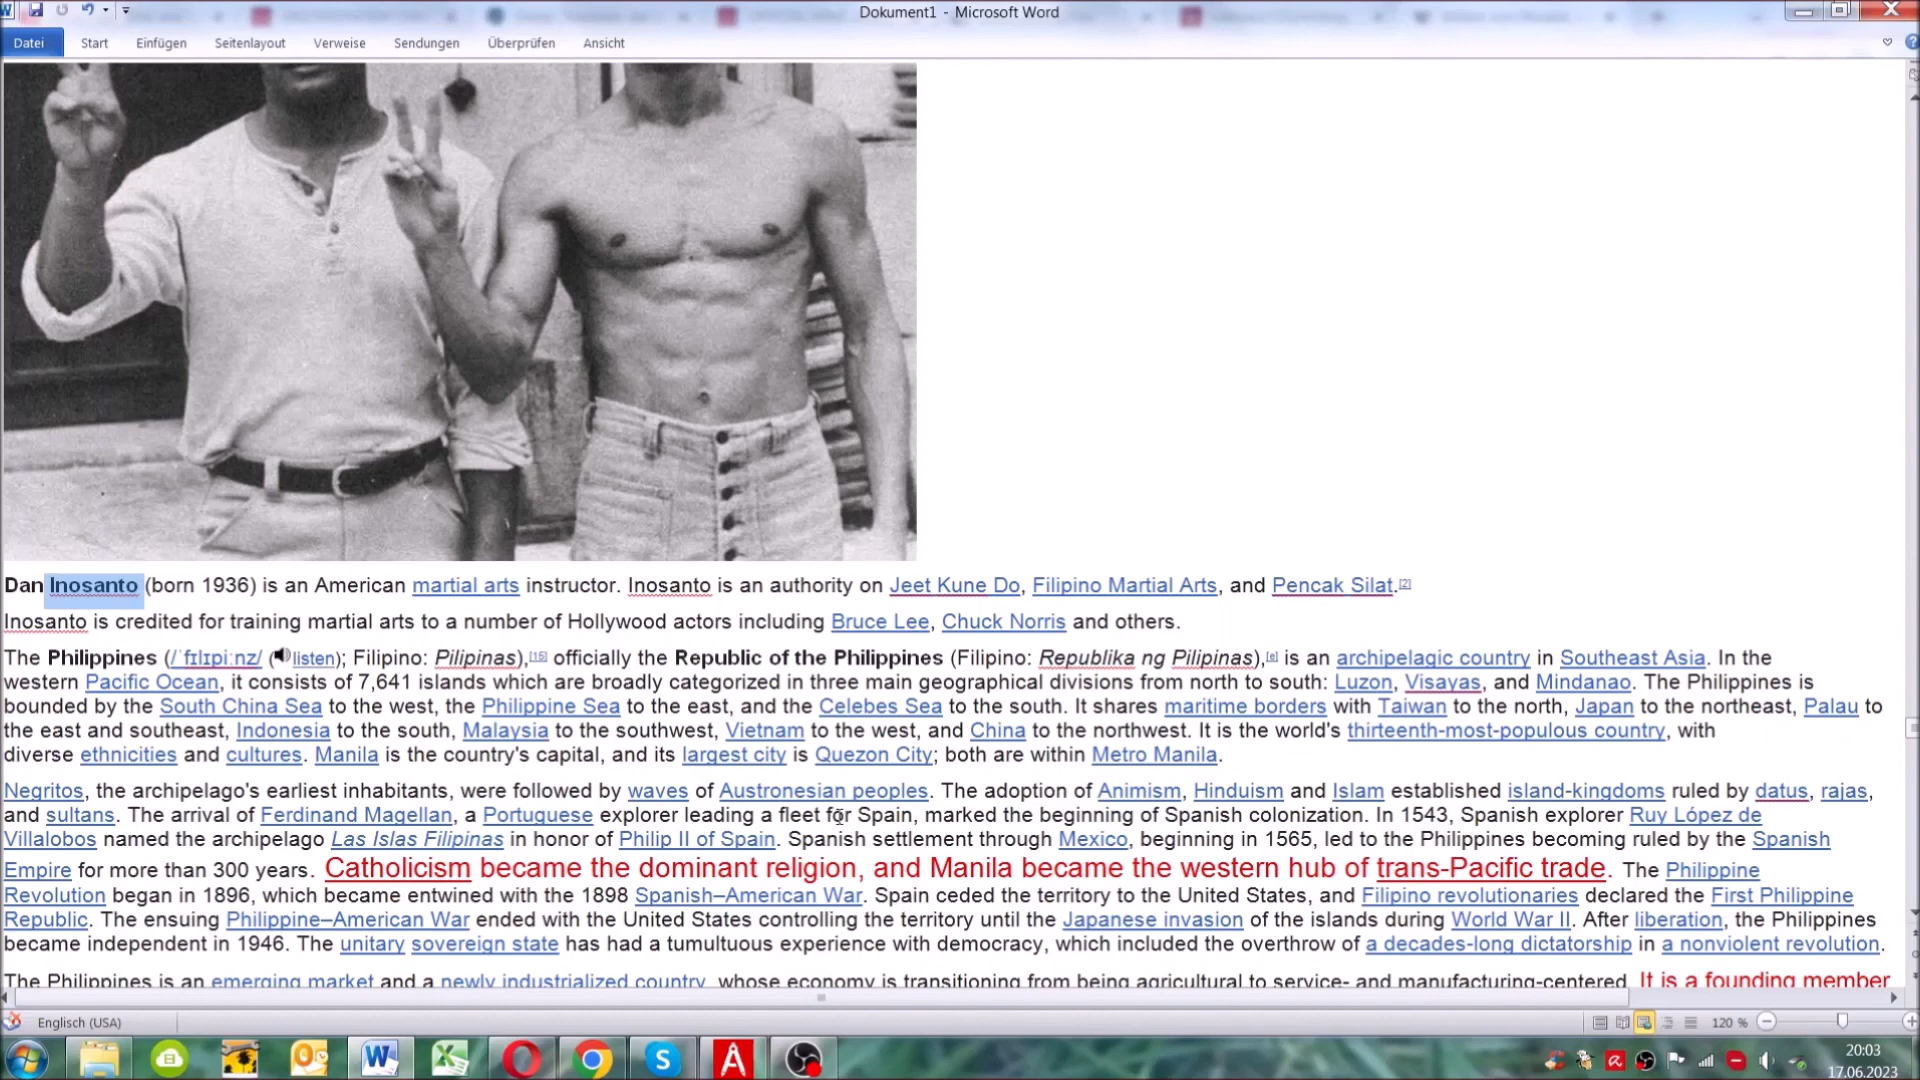 Dokument1 - Microsoft Word
Datei Start Einfügen Seitenlayout Verweise Sendungen Überprüfen Ansicht
Dan Inosanto (born 1936) is an American martial arts instructor. Inosanto is an authority on Jeet Kune Do, Filipino Martial Arts, and Pencak Silat.[2]
Inosanto is credited for training martial arts to a number of Hollywood actors including Bruce Lee, Chuck Norris and others.
The Philippines (/ˈfɪlɪpiːnz/ (listen); Filipino: Pilipinas),[15] officially the Republic of the Philippines (Filipino: Republika ng Pilipinas),[e] is an archipelagic country in Southeast Asia. In the
western Pacific Ocean, it consists of 7,641 islands which are broadly categorized in three main geographical divisions from north to south: Luzon, Visayas, and Mindanao. The Philippines is
bounded by the South China Sea to the west, the Philippine Sea to the east, and the Celebes Sea to the south. It shares maritime borders with Taiwan to the north, Japan to the northeast, Palau to
the east and southeast, Indonesia to the south, Malaysia to the southwest, Vietnam to the west, and China to the northwest. It is the world's thirteenth-most-populous country, with
diverse ethnicities and cultures. Manila is the country's capital, and its largest city is Quezon City; both are within Metro Manila.
Negritos, the archipelago's earliest inhabitants, were followed by waves of Austronesian peoples. The adoption of Animism, Hinduism and Islam established island-kingdoms ruled by datus, rajas,
and sultans. The arrival of Ferdinand Magellan, a Portuguese explorer leading a fleet for Spain, marked the beginning of Spanish colonization. In 1543, Spanish explorer Ruy López de
Villalobos named the archipelago Las Islas Filipinas in honor of Philip II of Spain. Spanish settlement through Mexico, beginning in 1565, led to the Philippines becoming ruled by the Spanish
Empire for more than 300 years. Catholicism became the dominant religion, and Manila became the western hub of trans-Pacific trade. The Philippine
Revolution began in 1896, which became entwined with the 1898 Spanish–American War. Spain ceded the territory to the United States, and Filipino revolutionaries declared the First Philippine
Republic. The ensuing Philippine–American War ended with the United States controlling the territory until the Japanese invasion of the islands during World War II. After liberation, the Philippines
became independent in 1946. The unitary sovereign state has had a tumultuous experience with democracy, which included the overthrow of a decades-long dictatorship in a nonviolent revolution.
The Philippines is an emerging market and a newly industrialized country, whose economy is transitioning from being agricultural to service- and manufacturing-centered. It is a founding member
Englisch (USA) 120 %
20:03
17.06.2023